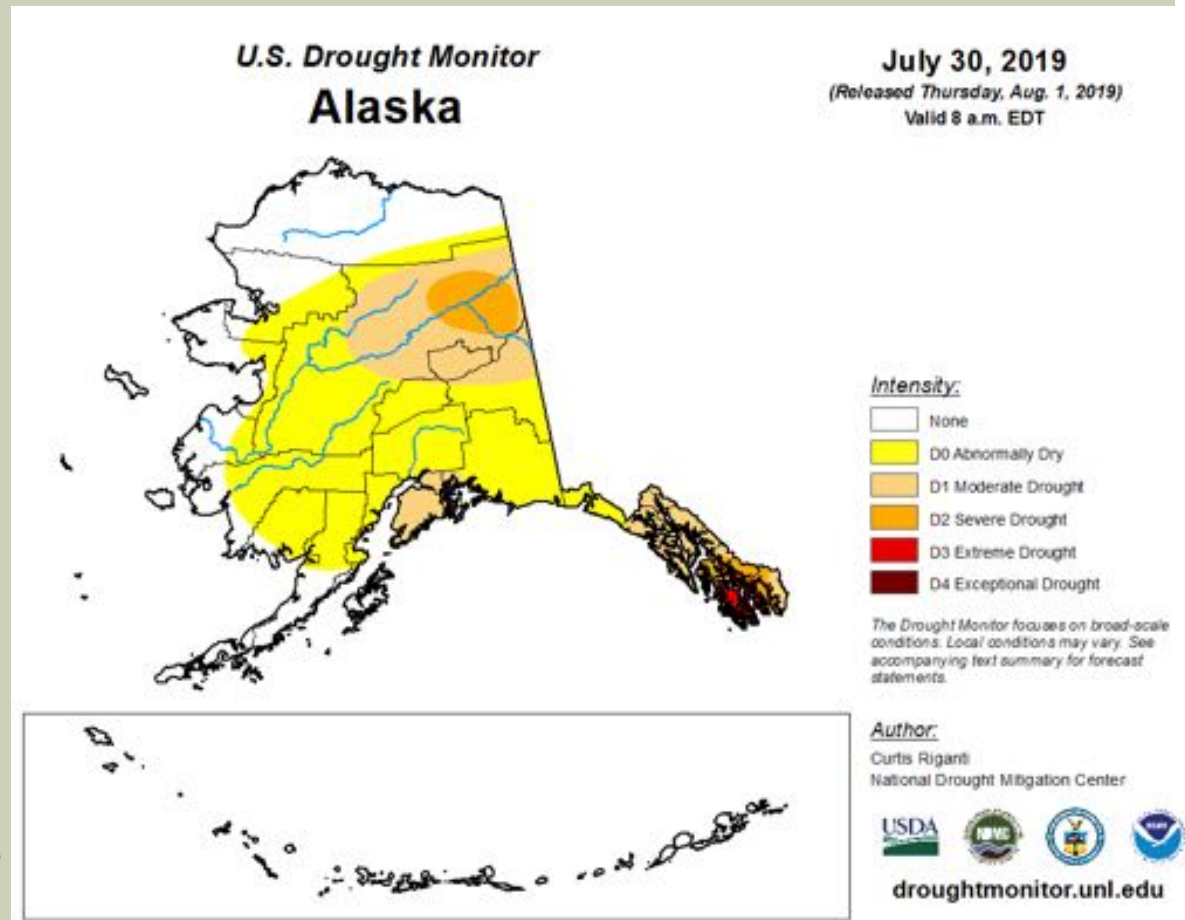 U.S. Drought Monitor
Alaska
July 30, 2019
(Released Thursday, Aug. 1, 2019)
Valid 8 a.m. EDT
Intensity:
None
D0 Abnormally Dry
D1 Moderate Drought
D2 Severe Drought
D3 Extreme Drought
D4 Exceptional Drought
The Drought Monitor focuses on broad-scale
conditions. Local conditions may vary. See
accompanying text summary for forecast
statements.
Author:
Curtis Riganti
National Drought Mitigation Center
USDA
NDMC
droughtmonitor.unl.edu